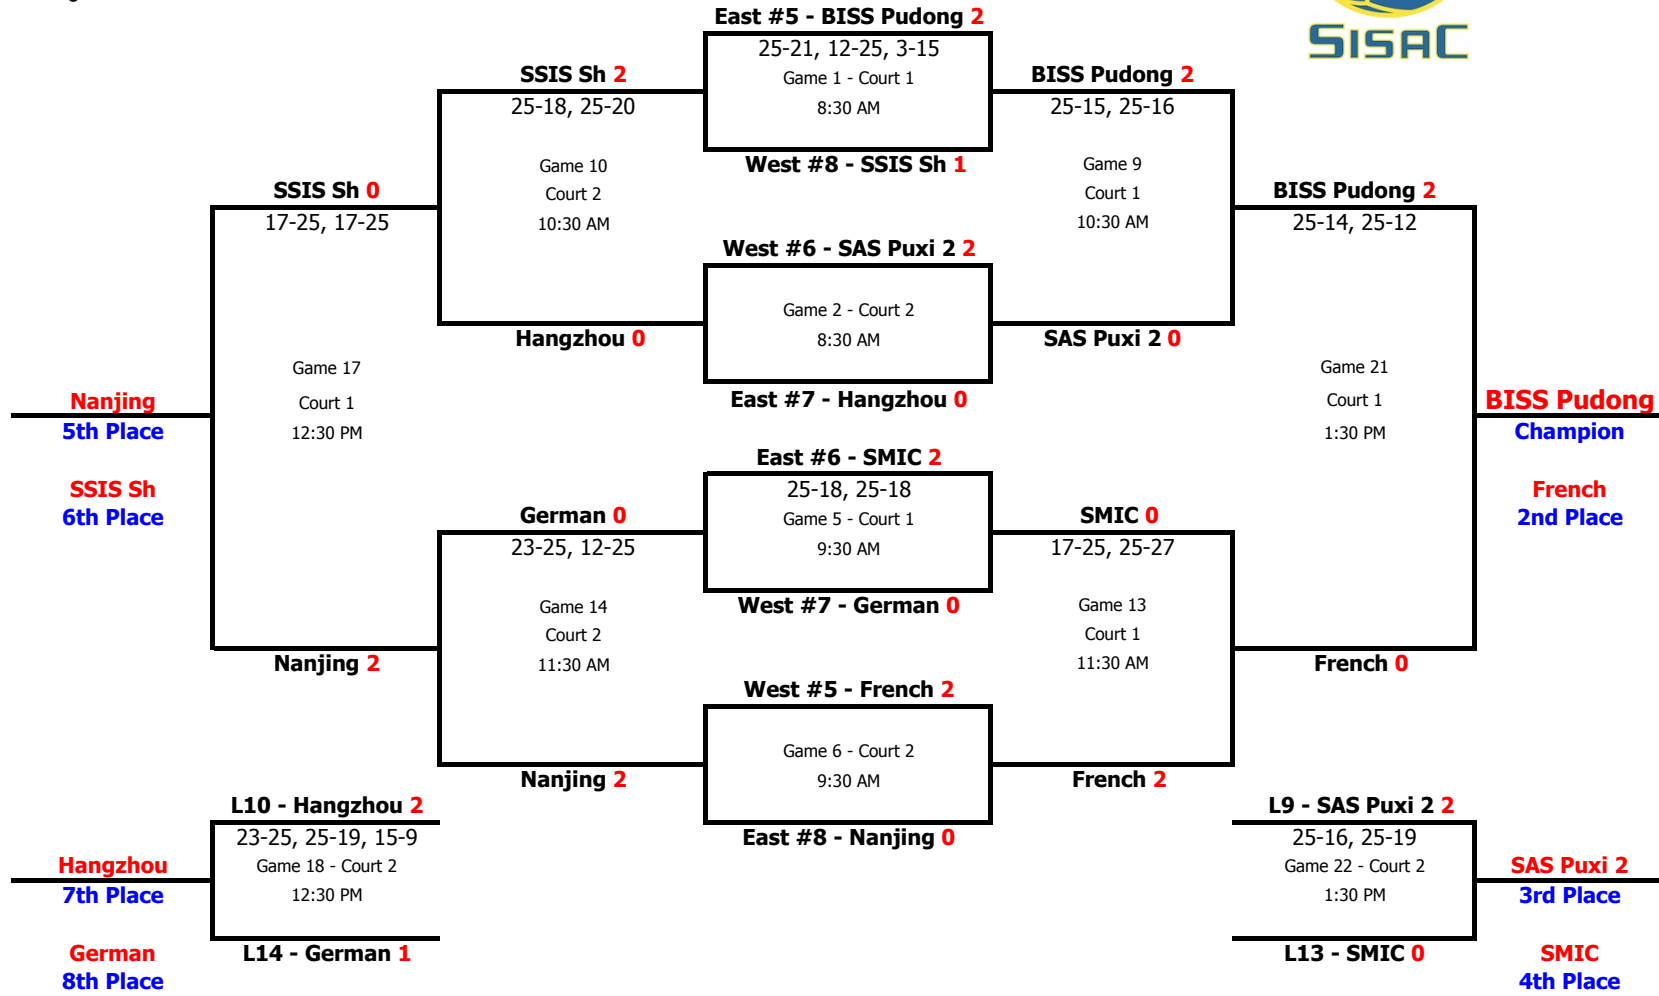 SISAC
East #5 - BISS Pudong 2
25-21, 12-25, 3-15
Game 1 - Court 1
8:30 AM
West #8 - SSIS Sh 1
SSIS Sh 2
25-18, 25-20
Game 10
Court 2
10:30 AM
Hangzhou 0
BISS Pudong 2
25-15, 25-16
Game 9
Court 1
10:30 AM
SAS Puxi 2 0
SSIS Sh 0
17-25, 17-25
Game 17
Court 1
12:30 PM
Nanjing 2
BISS Pudong 2
25-14, 25-12
Game 21
Court 1
1:30 PM
French 0
West #6 - SAS Puxi 2 2
Game 2 - Court 2
8:30 AM
East #7 - Hangzhou 0
Nanjing
5th Place
SSIS Sh
6th Place
BISS Pudong
Champion
French
2nd Place
East #6 - SMIC 2
25-18, 25-18
Game 5 - Court 1
9:30 AM
West #7 - German 0
German 0
23-25, 12-25
Game 14
Court 2
11:30 AM
Nanjing 2
SMIC 0
17-25, 25-27
Game 13
Court 1
11:30 AM
French 2
West #5 - French 2
Game 6 - Court 2
9:30 AM
East #8 - Nanjing 0
L10 - Hangzhou 2
23-25, 25-19, 15-9
Game 18 - Court 2
12:30 PM
L14 - German 1
Hangzhou
7th Place
German
8th Place
L9 - SAS Puxi 2 2
25-16, 25-19
Game 22 - Court 2
1:30 PM
L13 - SMIC 0
SAS Puxi 2
3rd Place
SMIC
4th Place